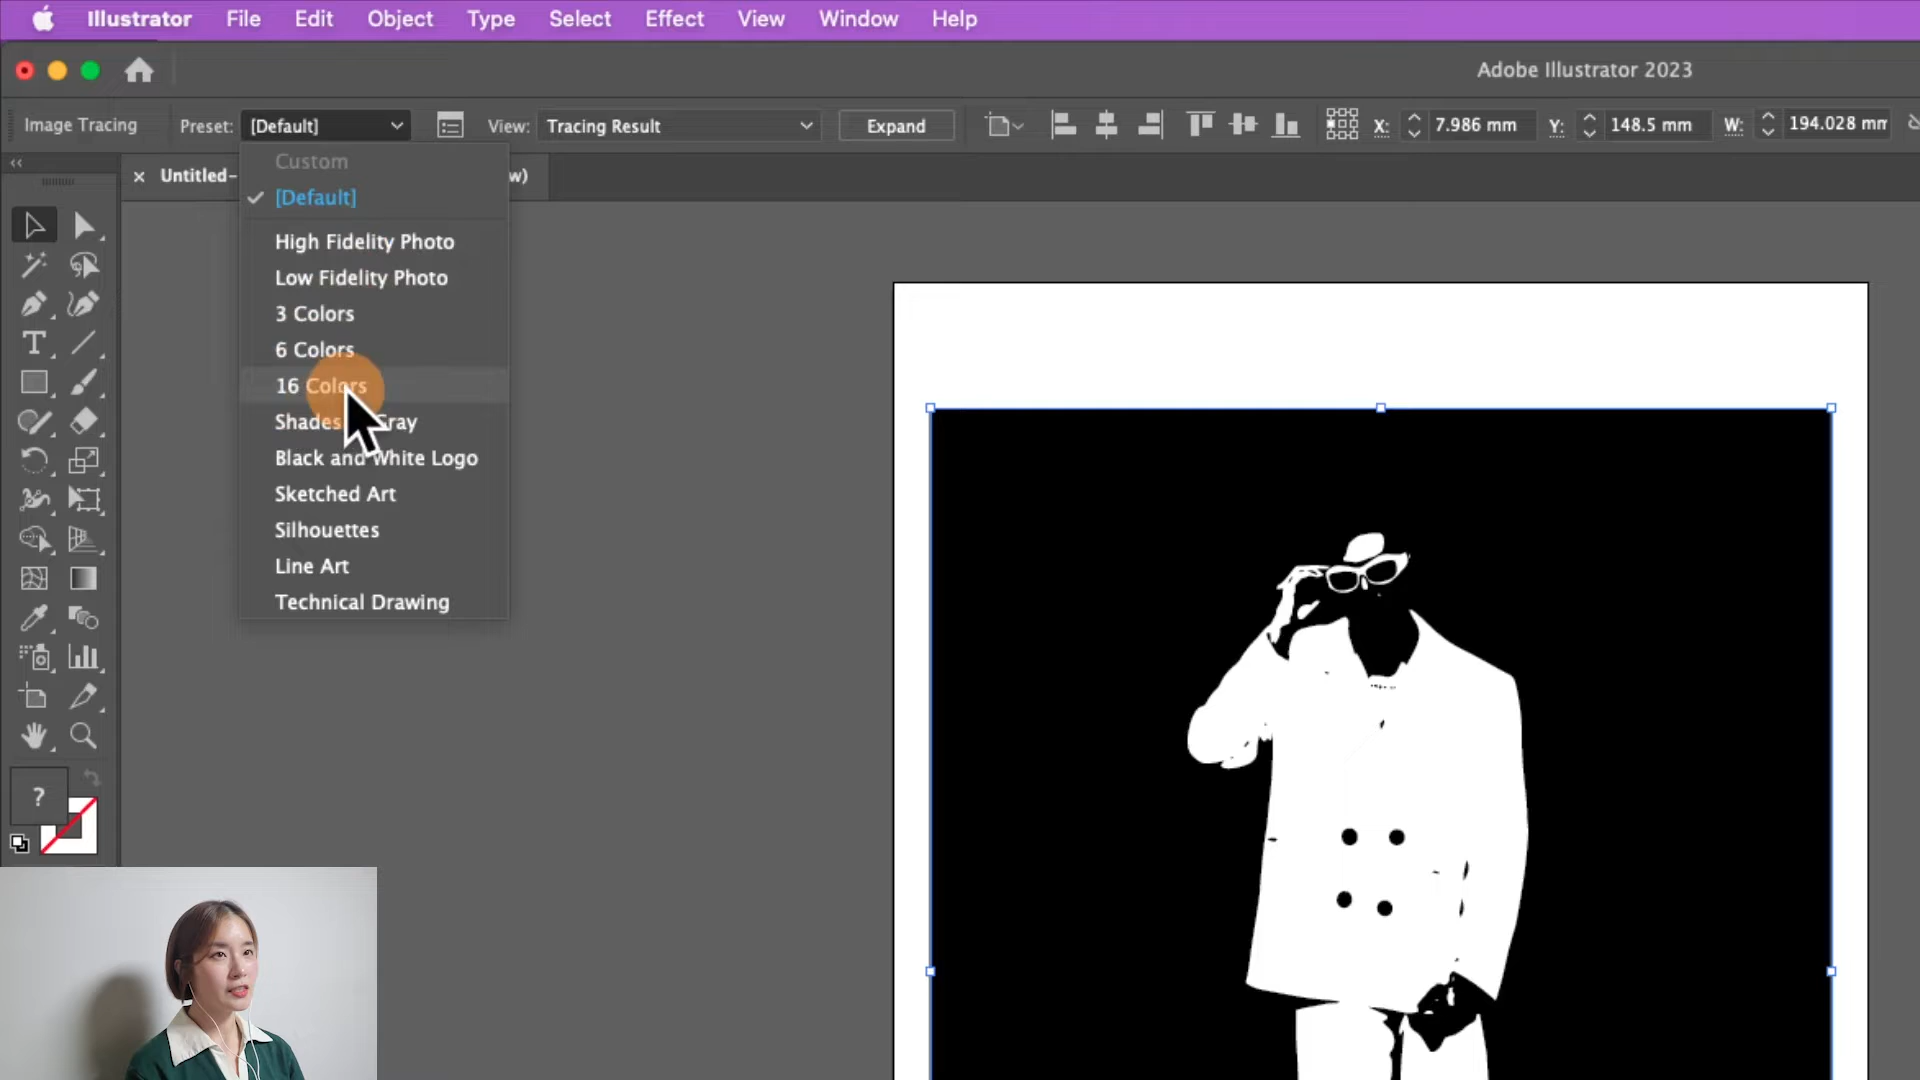 Illustrator File Edit Object Type Select Effect View Window Help
Adobe Illustrator 2023
Image Tracing Preset: [Default] View: Tracing Result Expand X: 7.986 mm Y: 148.5 mm W: 194.028 mm
× Untitled- w)
Custom
[Default]
High Fidelity Photo
Low Fidelity Photo
3 Colors
6 Colors
16 Colors
Shades Gray
Black and White Logo
Sketched Art
Silhouettes
Line Art
Technical Drawing
?